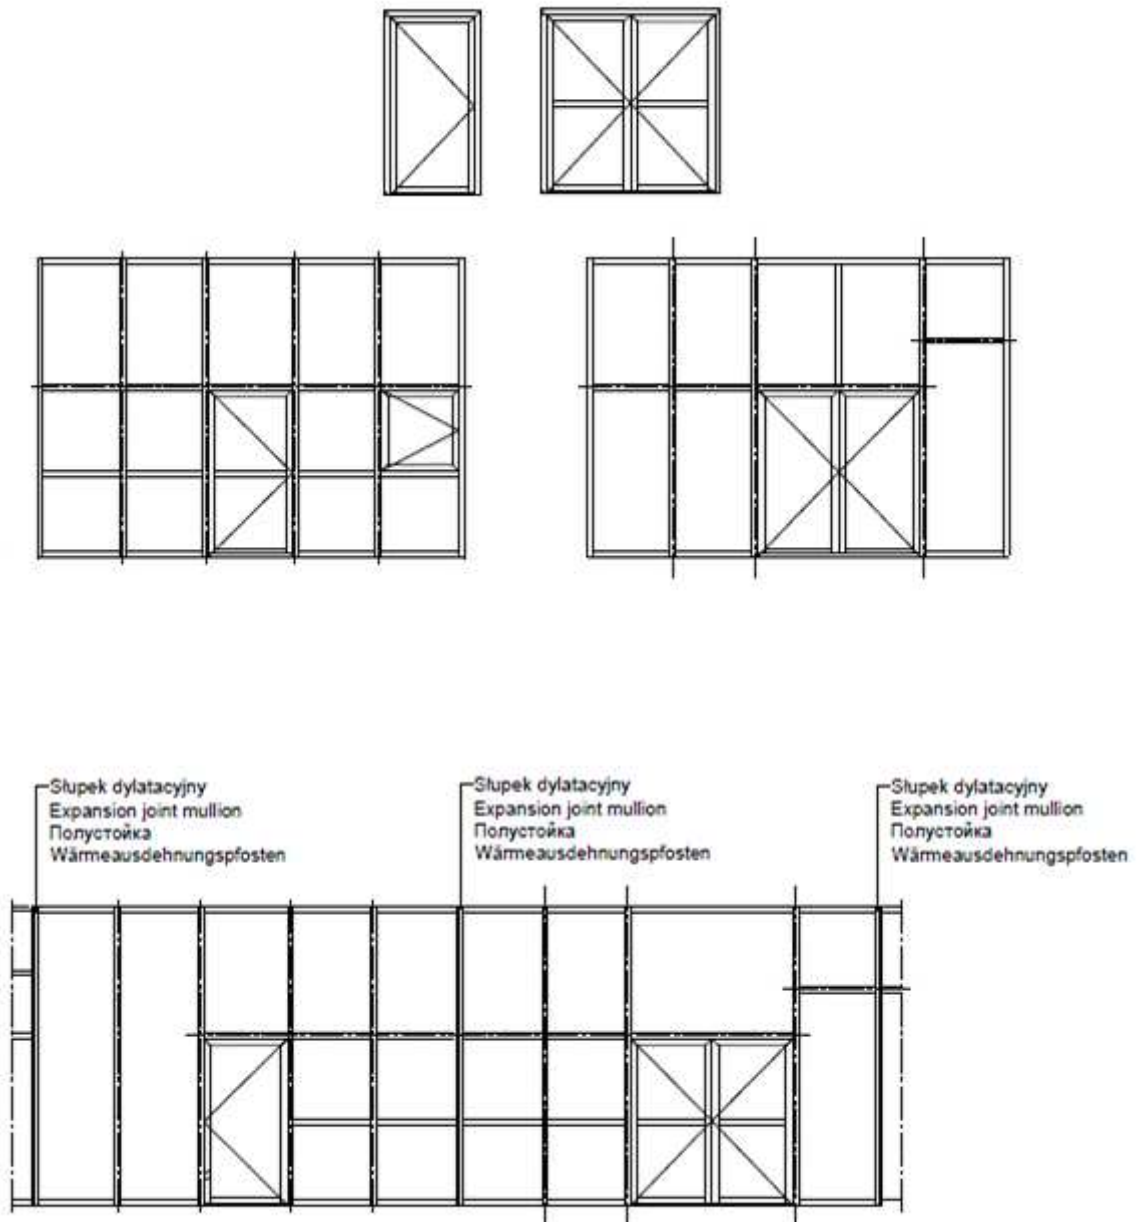 Słupek dylatacyjny
Expansion joint mullion
Полустойка
Wärmeausdehnungspfosten
Słupek dylatacyjny
Expansion joint mullion
Полустойка
Wärmeausdehnungspfosten
Słupek dylatacyjny
Expansion joint mullion
Полустойка
Wärmeausdehnungspfosten